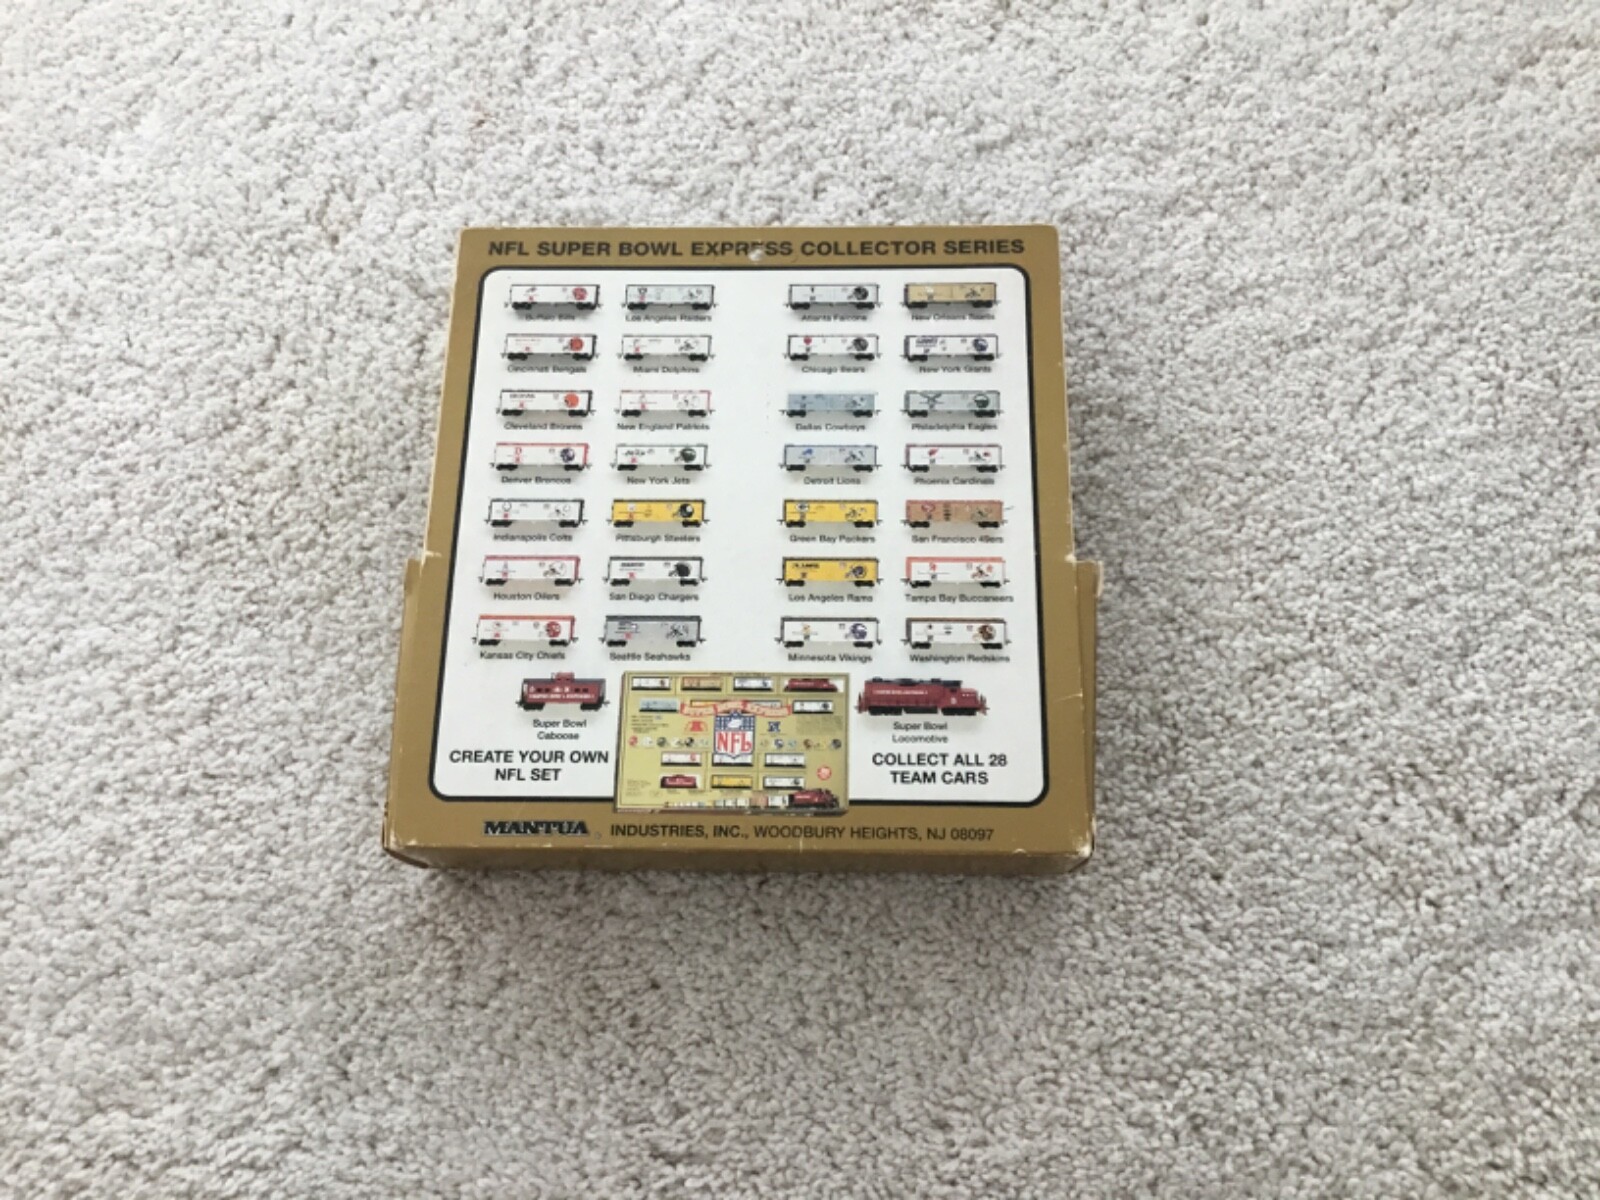 NFL SUPER BOWL EXPRESS COLLECTOR SERIES
Buffalo Bills Los Angeles Raiders Atlanta Falcons New Orleans Saints
Cincinnati Bengals Miami Dolphins Chicago Bears New York Giants
Cleveland Browns New England Patriots Dallas Cowboys Philadelphia Eagles
Denver Broncos New York Jets Detroit Lions Phoenix Cardinals
Indianapolis Colts Pittsburgh Steelers Green Bay Packers San Francisco 49ers
Houston Oilers San Diego Chargers Los Angeles Rams Tampa Bay Buccaneers
Kansas City Chiefs Seattle Seahawks Minnesota Vikings Washington Redskins
Super Bowl
Caboose
NFL
Super Bowl
Locomotive
CREATE YOUR OWN
NFL SET
COLLECT ALL 28
TEAM CARS
MANTUA INDUSTRIES, INC., WOODBURY HEIGHTS, NJ 08097